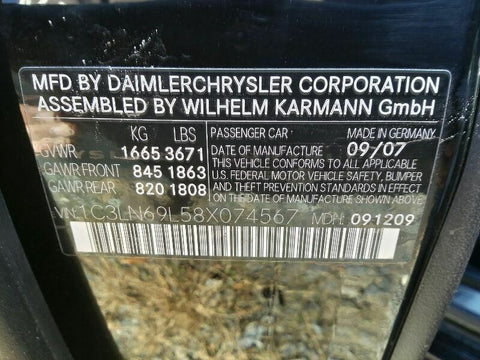 MFD BY DAIMLERCHRYSLER CORPORATION
ASSEMBLED BY WILHELM KARMANN GmbH
KG LBS
GVWR 1665 3671
GAWR FRONT 845 1863
GAWR REAR 820 1808
PASSENGER CAR MADE IN GERMANY
DATE OF MANUFACTURE 09/07
THIS VEHICLE CONFORMS TO ALL APPLICABLE
U.S. FEDERAL MOTOR VEHICLE SAFETY, BUMPER
AND THEFT PREVENTION STANDARDS IN EFFECT
ON THE DATE OF MANUFACTURE SHOWN ABOVE.
VIN: 1C3LN69L58X074567 MDH: 091209